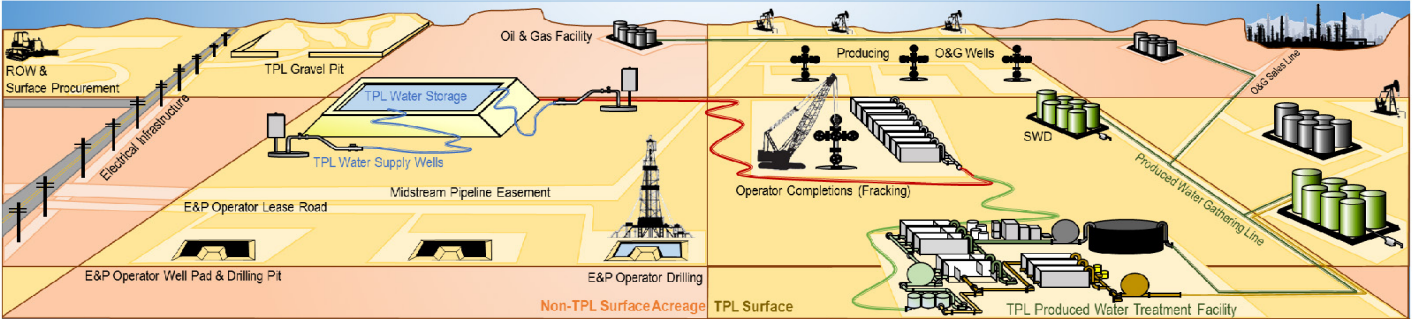 Oil & Gas Facility
Producing O&G Wells
ROW &
Surface Procurement
TPL Gravel Pit
O&G Sales Line
TPL Water Storage
Electrical Infrastructure
SWD
TPL Water Supply Wells
Midstream Pipeline Easement
Operator Completions (Fracking)
Produced Water Gathering Line
E&P Operator Lease Road
E&P Operator Well Pad & Drilling Pit
E&P Operator Drilling
Non-TPL Surface Acreage
TPL Surface
TPL Produced Water Treatment Facility